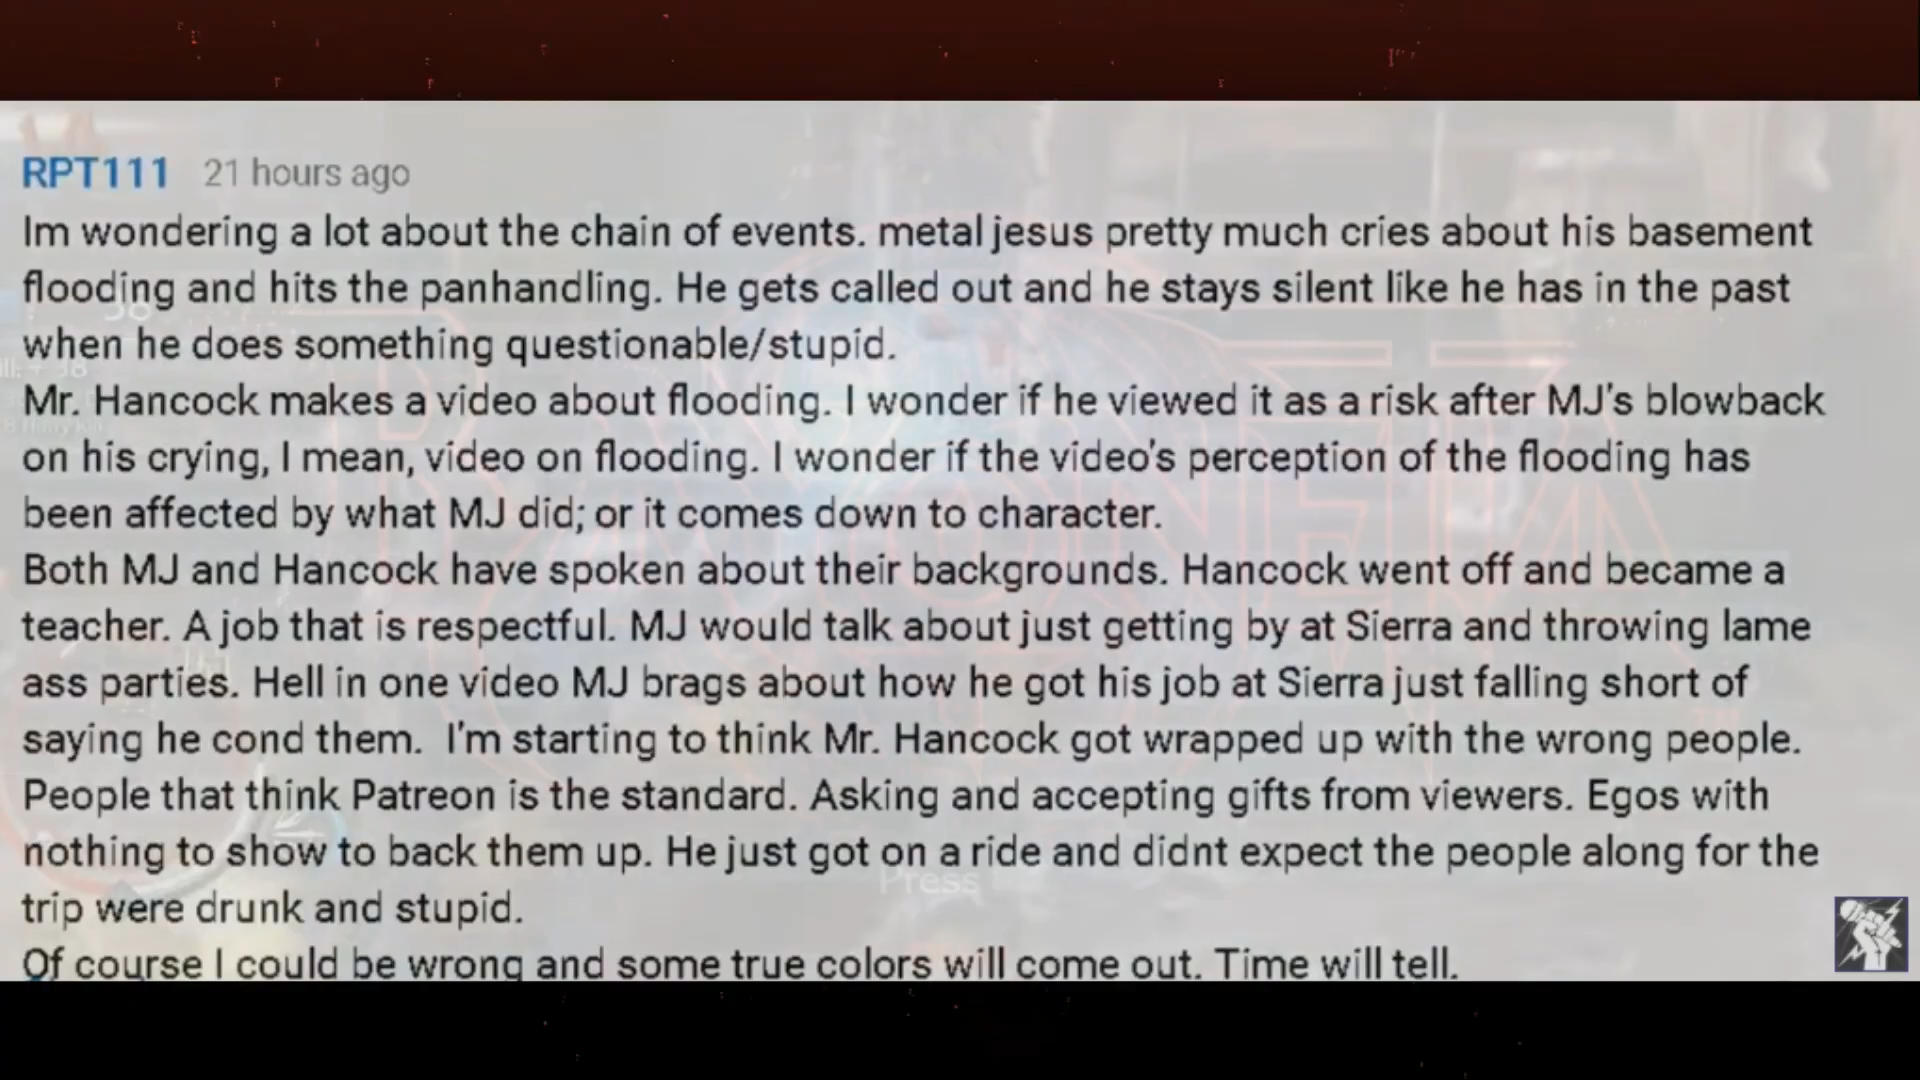 RPT111 21 hours ago
Im wondering a lot about the chain of events. metal jesus pretty much cries about his basement
flooding and hits the panhandling. He gets called out and he stays silent like he has in the past
when he does something questionable/stupid.
Mr. Hancock makes a video about flooding. I wonder if he viewed it as a risk after MJ's blowback
on his crying, I mean, video on flooding. I wonder if the video's perception of the flooding has
been affected by what MJ did; or it comes down to character.
Both MJ and Hancock have spoken about their backgrounds. Hancock went off and became a
teacher. A job that is respectful. MJ would talk about just getting by at Sierra and throwing lame
ass parties. Hell in one video MJ brags about how he got his job at Sierra just falling short of
saying he cond them. I'm starting to think Mr. Hancock got wrapped up with the wrong people.
People that think Patreon is the standard. Asking and accepting gifts from viewers. Egos with
nothing to show to back them up. He just got on a ride and didnt expect the people along for the
Press
trip were drunk and stupid.
Of course I could be wrong and some true colors will come out. Time will tell.